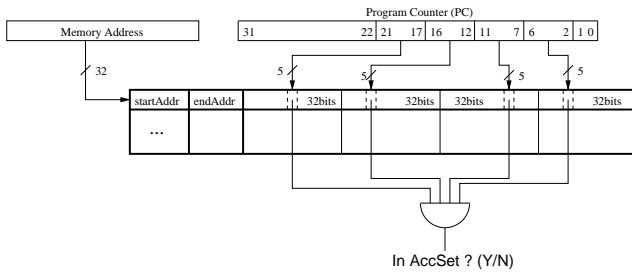 Program Counter (PC)
Memory Address
31 22 21 17 16 12 11 7 6 2 1 0
32 5 5 5 5
startAddr endAddr 32bits 32bits 32bits 32bits
...
In AccSet ? (Y/N)